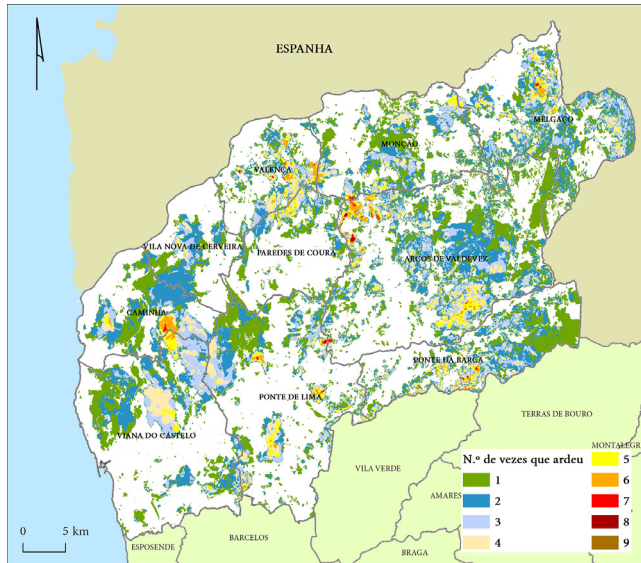 ESPANHA
MELGAÇO
MONÇÃO
VALENÇA
VILA NOVA DE CERVEIRA
PAREDES DE COURA
ARCOS DE VALDEVEZ
CAMINHA
PONTE DA BARCA
PONTE DE LIMA
VIANA DO CASTELO
TERRAS DE BOURO
MONTALEGRE
VILA VERDE
AMARES
ESPOSENDE
BARCELOS
BRAGA
N.º de vezes que ardeu
1
2
3
4
5
6
7
8
9
0 5 km